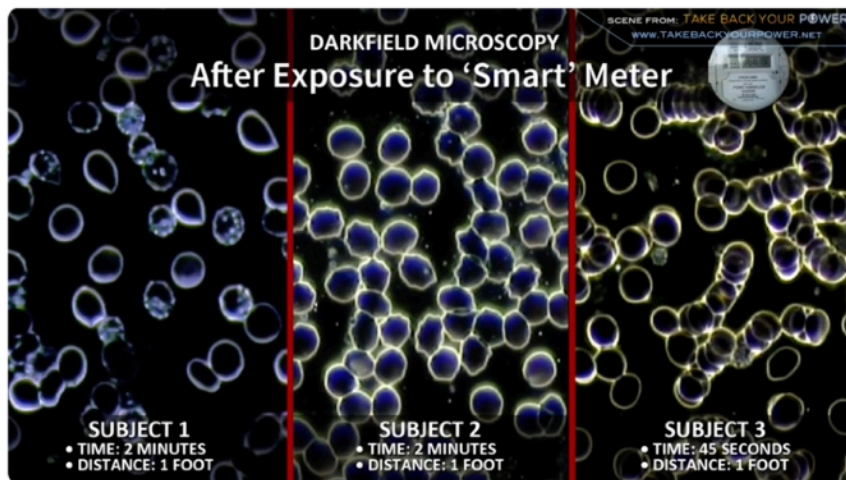 SCENE FROM: TAKE BACK YOUR POWER
WWW.TAKEBACKYOURPOWER.NET
DARKFIELD MICROSCOPY
After Exposure to ‘Smart’ Meter
SUBJECT 1
• TIME: 2 MINUTES
• DISTANCE: 1 FOOT
SUBJECT 2
• TIME: 2 MINUTES
• DISTANCE: 1 FOOT
SUBJECT 3
• TIME: 45 SECONDS
• DISTANCE: 1 FOOT